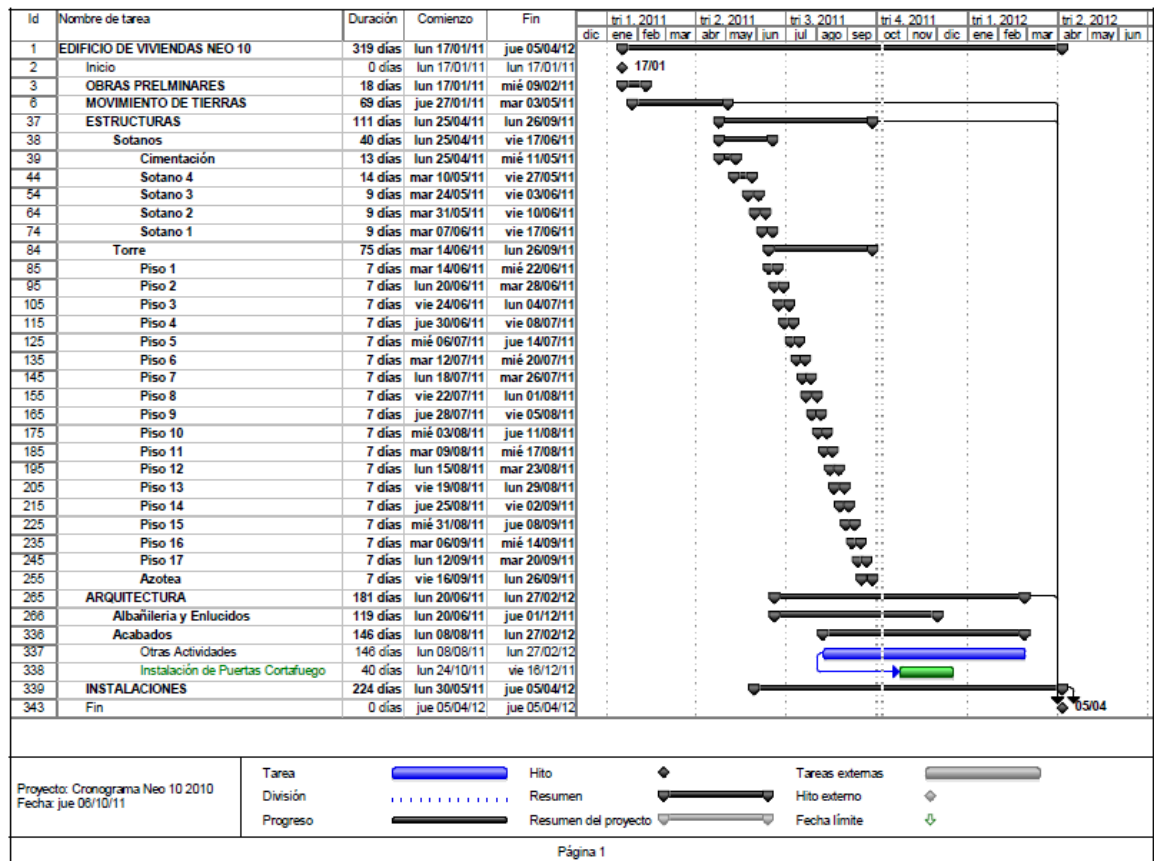 Id Nombre de tarea Duración Comienzo Fin tri 1, 2011 tri 2, 2011 tri 3, 2011 tri 4, 2011 tri 1, 2012 tri 2, 2012
dic ene feb mar abr may jun jul ago sep oct nov dic ene feb mar abr may jun
1 EDIFICIO DE VIVIENDAS NEO 10 319 días lun 17/01/11 jue 05/04/12
2 Inicio 0 días lun 17/01/11 lun 17/01/11 17/01
3 OBRAS PRELMINARES 18 días lun 17/01/11 mié 09/02/11
6 MOVIMIENTO DE TIERRAS 69 días jue 27/01/11 mar 03/05/11
37 ESTRUCTURAS 111 días lun 25/04/11 lun 26/09/11
38 Sotanos 40 días lun 25/04/11 vie 17/06/11
39 Cimentación 13 días lun 25/04/11 mié 11/05/11
44 Sotano 4 14 días mar 10/05/11 vie 27/05/11
54 Sotano 3 9 días mar 24/05/11 vie 03/06/11
64 Sotano 2 9 días mar 31/05/11 vie 10/06/11
74 Sotano 1 9 días mar 07/06/11 vie 17/06/11
84 Torre 75 días mar 14/06/11 lun 26/09/11
85 Piso 1 7 días mar 14/06/11 mié 22/06/11
95 Piso 2 7 días lun 20/06/11 mar 28/06/11
105 Piso 3 7 días vie 24/06/11 lun 04/07/11
115 Piso 4 7 días jue 30/06/11 vie 08/07/11
125 Piso 5 7 días mié 06/07/11 jue 14/07/11
135 Piso 6 7 días mar 12/07/11 mié 20/07/11
145 Piso 7 7 días lun 18/07/11 mar 26/07/11
155 Piso 8 7 días vie 22/07/11 lun 01/08/11
165 Piso 9 7 días jue 28/07/11 vie 05/08/11
175 Piso 10 7 días mié 03/08/11 jue 11/08/11
185 Piso 11 7 días mar 09/08/11 mié 17/08/11
195 Piso 12 7 días lun 15/08/11 mar 23/08/11
205 Piso 13 7 días vie 19/08/11 lun 29/08/11
215 Piso 14 7 días jue 25/08/11 vie 02/09/11
225 Piso 15 7 días mié 31/08/11 jue 08/09/11
235 Piso 16 7 días mar 06/09/11 mié 14/09/11
245 Piso 17 7 días lun 12/09/11 mar 20/09/11
255 Azotea 7 días vie 16/09/11 lun 26/09/11
265 ARQUITECTURA 181 días lun 20/06/11 lun 27/02/12
266 Albañileria y Enlucidos 119 días lun 20/06/11 jue 01/12/11
336 Acabados 146 días lun 08/08/11 lun 27/02/12
337 Otras Actividades 146 días lun 08/08/11 lun 27/02/12
338 Instalación de Puertas Cortafuego 40 días lun 24/10/11 vie 16/12/11
339 INSTALACIONES 224 días lun 30/05/11 jue 05/04/12
343 Fin 0 días jue 05/04/12 jue 05/04/12 05/04
Proyecto: Cronograma Neo 10 2010
Fecha: jue 06/10/11
Tarea Hito Tareas externas
División Resumen Hito externo
Progreso Resumen del proyecto Fecha límite
Página 1